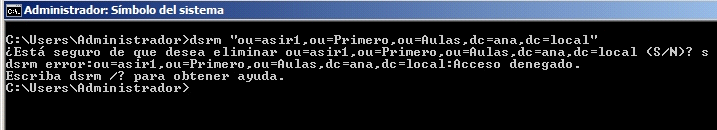 Administrador: Símbolo del sistema
C:\Users\Administrador>dsrm "ou=asir1,ou=Primero,ou=Aulas,dc=ana,dc=local"
¿Está seguro de que desea eliminar ou=asir1,ou=Primero,ou=Aulas,dc=ana,dc=local (S/N)? s
dsrm error:ou=asir1,ou=Primero,ou=Aulas,dc=ana,dc=local:Acceso denegado.
Escriba dsrm /? para obtener ayuda.
C:\Users\Administrador>